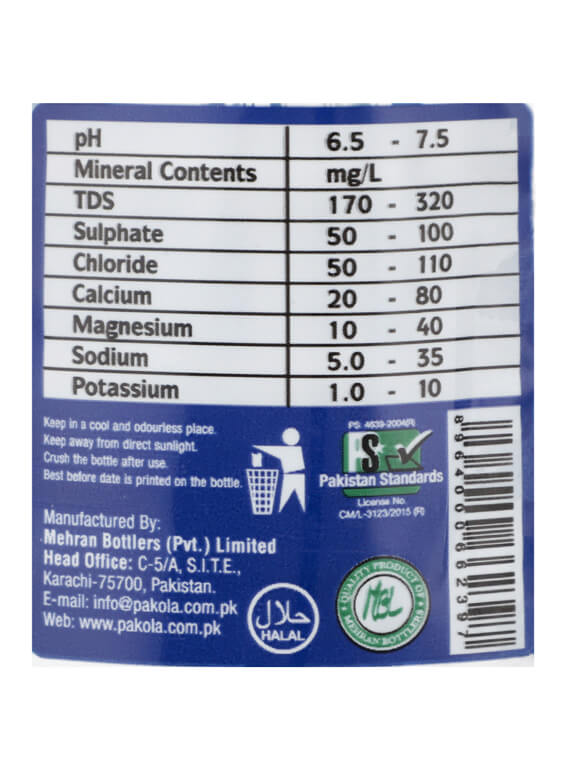 pH 6.5 - 7.5
Mineral Contents mg/L
TDS 170 - 320
Sulphate 50 - 100
Chloride 50 - 110
Calcium 20 - 80
Magnesium 10 - 40
Sodium 5.0 - 35
Potassium 1.0 - 10
Keep in a cool and odourless place.
Keep away from direct sunlight.
Crush the bottle after use.
Best before date is printed on the bottle.
PS: 4639-2004(R)
PS
Pakistan Standards
License No.
CM/L-3123/2015 (R)
Manufactured By:
Mehran Bottlers (Pvt.) Limited
Head Office: C-5/A, S.I.T.E.,
Karachi-75700, Pakistan.
E-mail: info@pakola.com.pk
Web: www.pakola.com.pk
حلال
HALAL
QUALITY PRODUCT OF
MBL
MEHRAN BOTTLERS